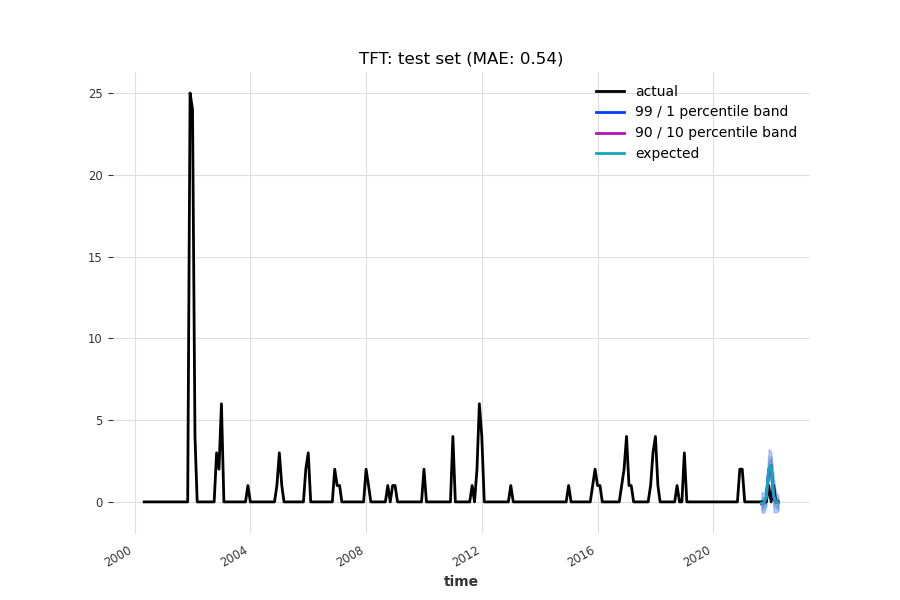 TFT: test set (MAE: 0.54)
actual
99 / 1 percentile band
90 / 10 percentile band
expected
25
20
15
10
5
0
2000
2004
2008
2012
2016
2020
time